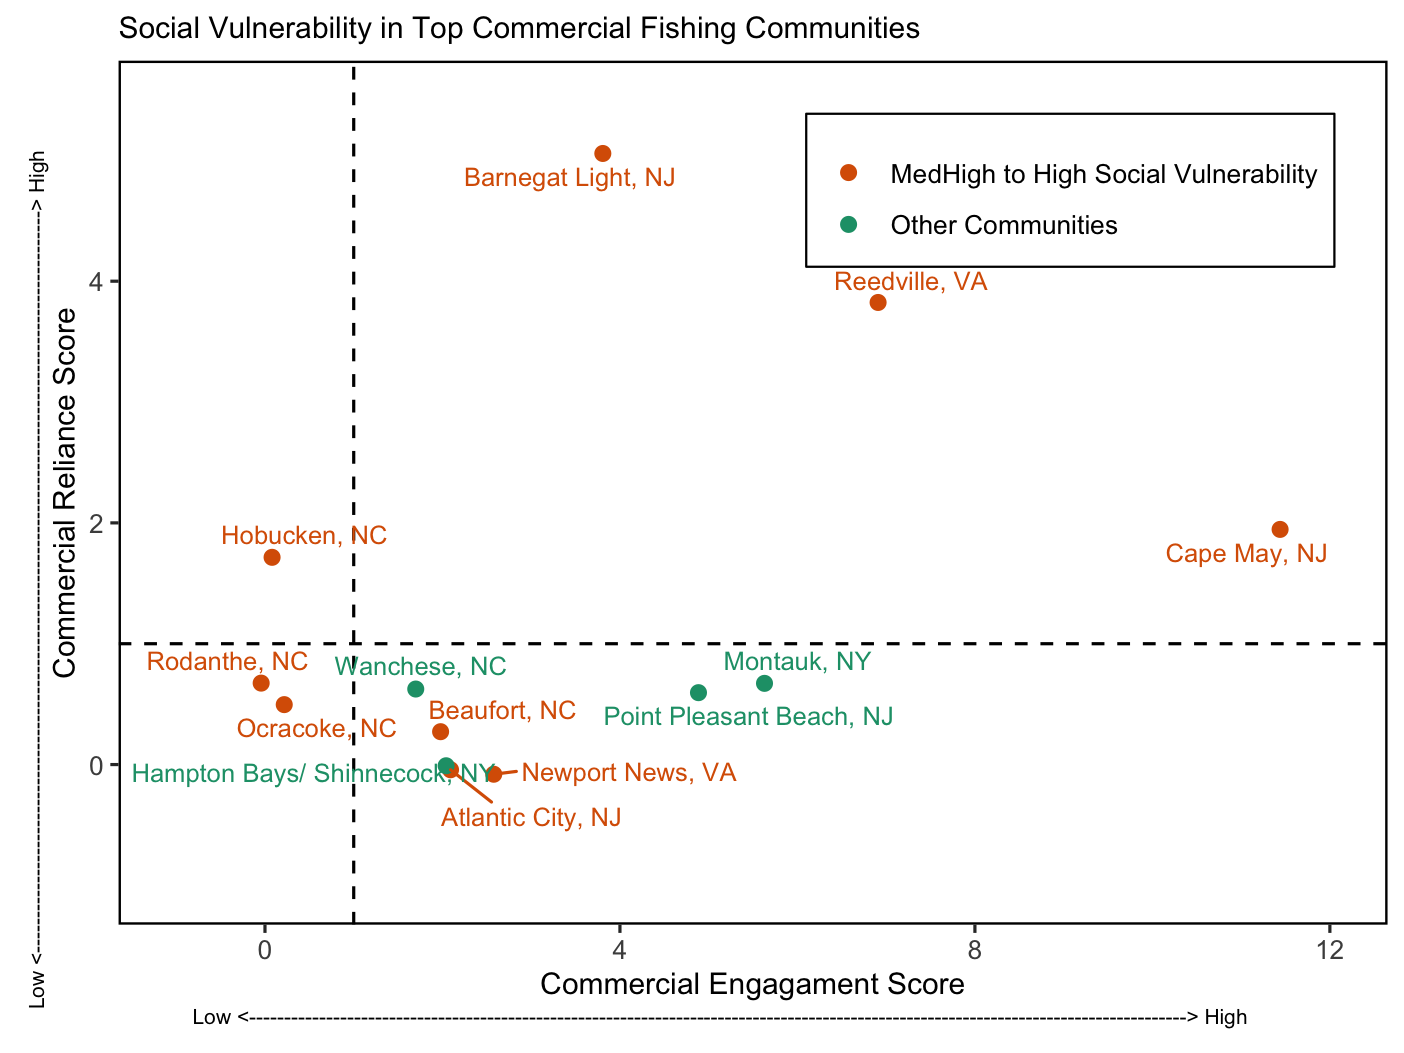 Social Vulnerability in Top Commercial Fishing Communities
Barnegat Light, NJ
MedHigh to High Social Vulnerability
Other Communities
Reedville, VA
Hobucken, NC
Cape May, NJ
Rodanthe, NC
Wanchese, NC
Montauk, NY
Ocracoke, NC
Beaufort, NC
Point Pleasant Beach, NJ
Hampton Bays/ Shinnecock, NY
Newport News, VA
Atlantic City, NJ
4
2
0
Commercial Reliance Score
Low <---------------------------------------------------------------------------------------------------------------------------------------> High
0 4 8 12
Commercial Engagament Score
Low <---------------------------------------------------------------------------------------------------------------------------------------> High